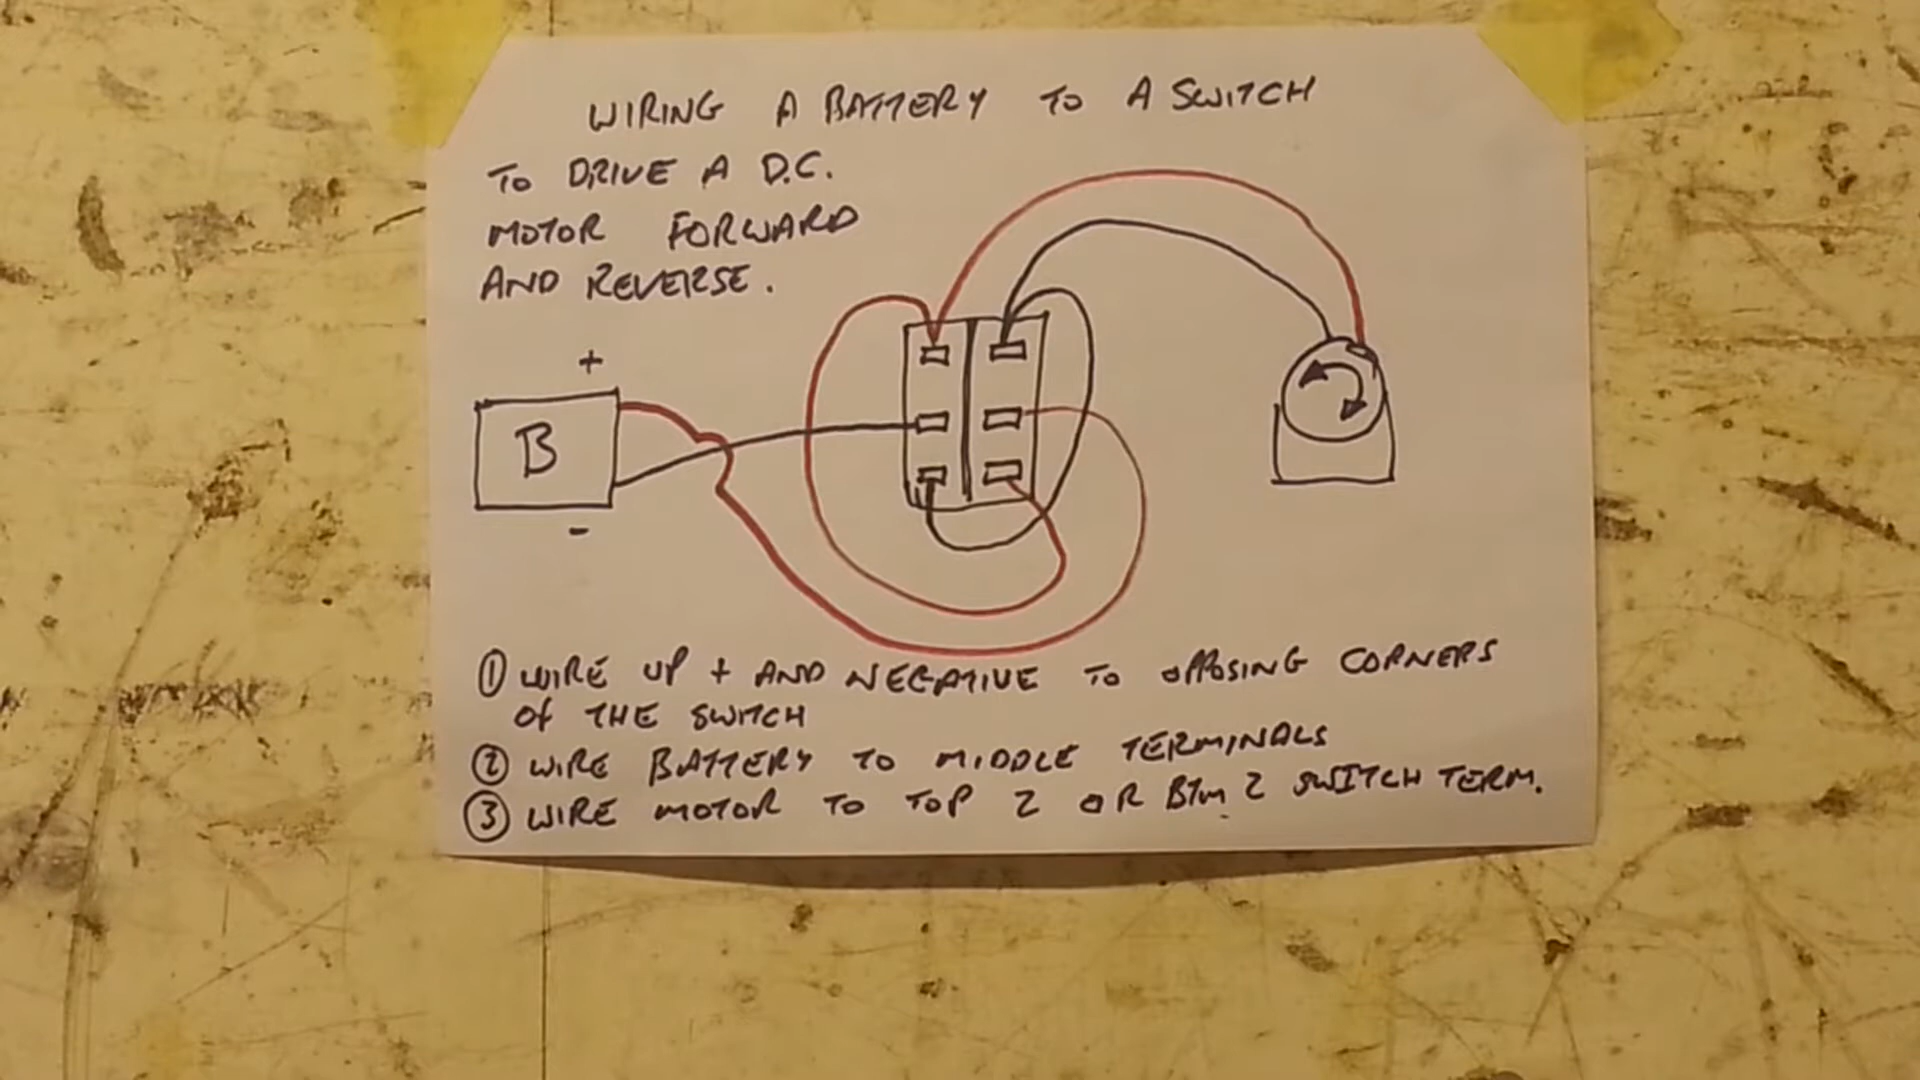 WIRING A BATTERY TO A SWITCH
TO DRIVE A D.C.
MOTOR FORWARD
AND REVERSE.
+
B
-
① WIRE UP + AND NEGATIVE TO OPPOSING CORNERS
Of THE SWITCH
② WIRE BATTERY TO MIDDLE TERMINALS
③ WIRE MOTOR TO TOP 2 OR BTM 2 SWITCH TERM.